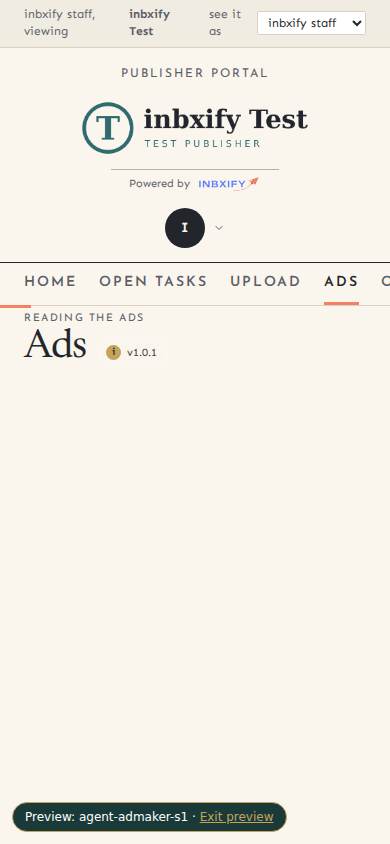 inbxify staff, viewing
inbxify Test
see it as
inbxify staff
PUBLISHER PORTAL
T
inbxify Test
TEST PUBLISHER
Powered by INBXIFY
I
HOME OPEN TASKS UPLOAD ADS
READING THE ADS
Ads
i v1.0.1
Preview: agent-admaker-s1 · Exit preview